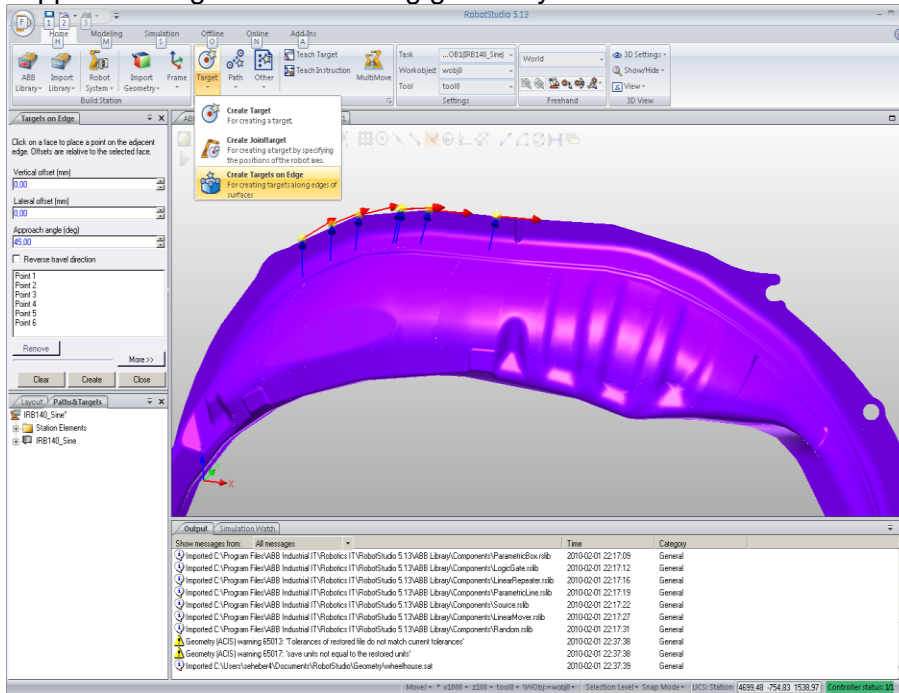 RobotStudio 5.13
1 2 3
Home Modeling Simulation Offline Online Add-Ins
F H M S O N A
ABB Library Import Library Robot System Import Geometry Frame Target Path Other Teach Target Teach Instruction MultiMove
Build Station
Task ...OB1(IRB140_Sine)
Workobject wobj0
Tool tool0
Settings
World
Freehand
3D Settings
Show/Hide
View
3D View
Create Target
For creating a target.
Create Jointtarget
For creating a target by specifying
the positions of the robot axes.
Create Targets on Edge
For creating targets along edges of
surfaces
Targets on Edge
Click on a face to place a point on the adjacent
edge. Offsets are relative to the selected face.
Vertical offset (mm)
0,00
Lateral offset (mm)
0,00
Approach angle (deg)
45,00
Reverse travel direction
Point 1
Point 2
Point 3
Point 4
Point 5
Point 6
Remove
More >>
Clear Create Close
Layout Paths&Targets
IRB140_Sine*
Station Elements
IRB140_Sine
X
Output Simulation Watch
Show messages from: All messages Time Category
Imported C:\Program Files\ABB Industrial IT\Robotics IT\RobotStudio 5.13\ABB Library\Components\ParametricBox.rslib 2010-02-01 22:17:09 General
Imported C:\Program Files\ABB Industrial IT\Robotics IT\RobotStudio 5.13\ABB Library\Components\LogicGate.rslib 2010-02-01 22:17:12 General
Imported C:\Program Files\ABB Industrial IT\Robotics IT\RobotStudio 5.13\ABB Library\Components\LinearRepeater.rslib 2010-02-01 22:17:16 General
Imported C:\Program Files\ABB Industrial IT\Robotics IT\RobotStudio 5.13\ABB Library\Components\ParametricLine.rslib 2010-02-01 22:17:19 General
Imported C:\Program Files\ABB Industrial IT\Robotics IT\RobotStudio 5.13\ABB Library\Components\Source.rslib 2010-02-01 22:17:22 General
Imported C:\Program Files\ABB Industrial IT\Robotics IT\RobotStudio 5.13\ABB Library\Components\LinearMover.rslib 2010-02-01 22:17:27 General
Imported C:\Program Files\ABB Industrial IT\Robotics IT\RobotStudio 5.13\ABB Library\Components\Random.rslib 2010-02-01 22:17:31 General
Geometry (ACIS) warning 65013: 'Tolerances of restored file do not match current tolerances' 2010-02-01 22:37:38 General
Geometry (ACIS) warning 65017: 'save units not equal to the restored units' 2010-02-01 22:37:38 General
Imported C:\Users\seheber4\Documents\RobotStudio\Geometry\wheelhouse.sat 2010-02-01 22:37:39 General
MoveJ * v1000 z100 tool0 \WObj:=wobj0 Selection Level Snap Mode UCS: Station 4699,48 -754,83 1538,97 Controller status: 1/1